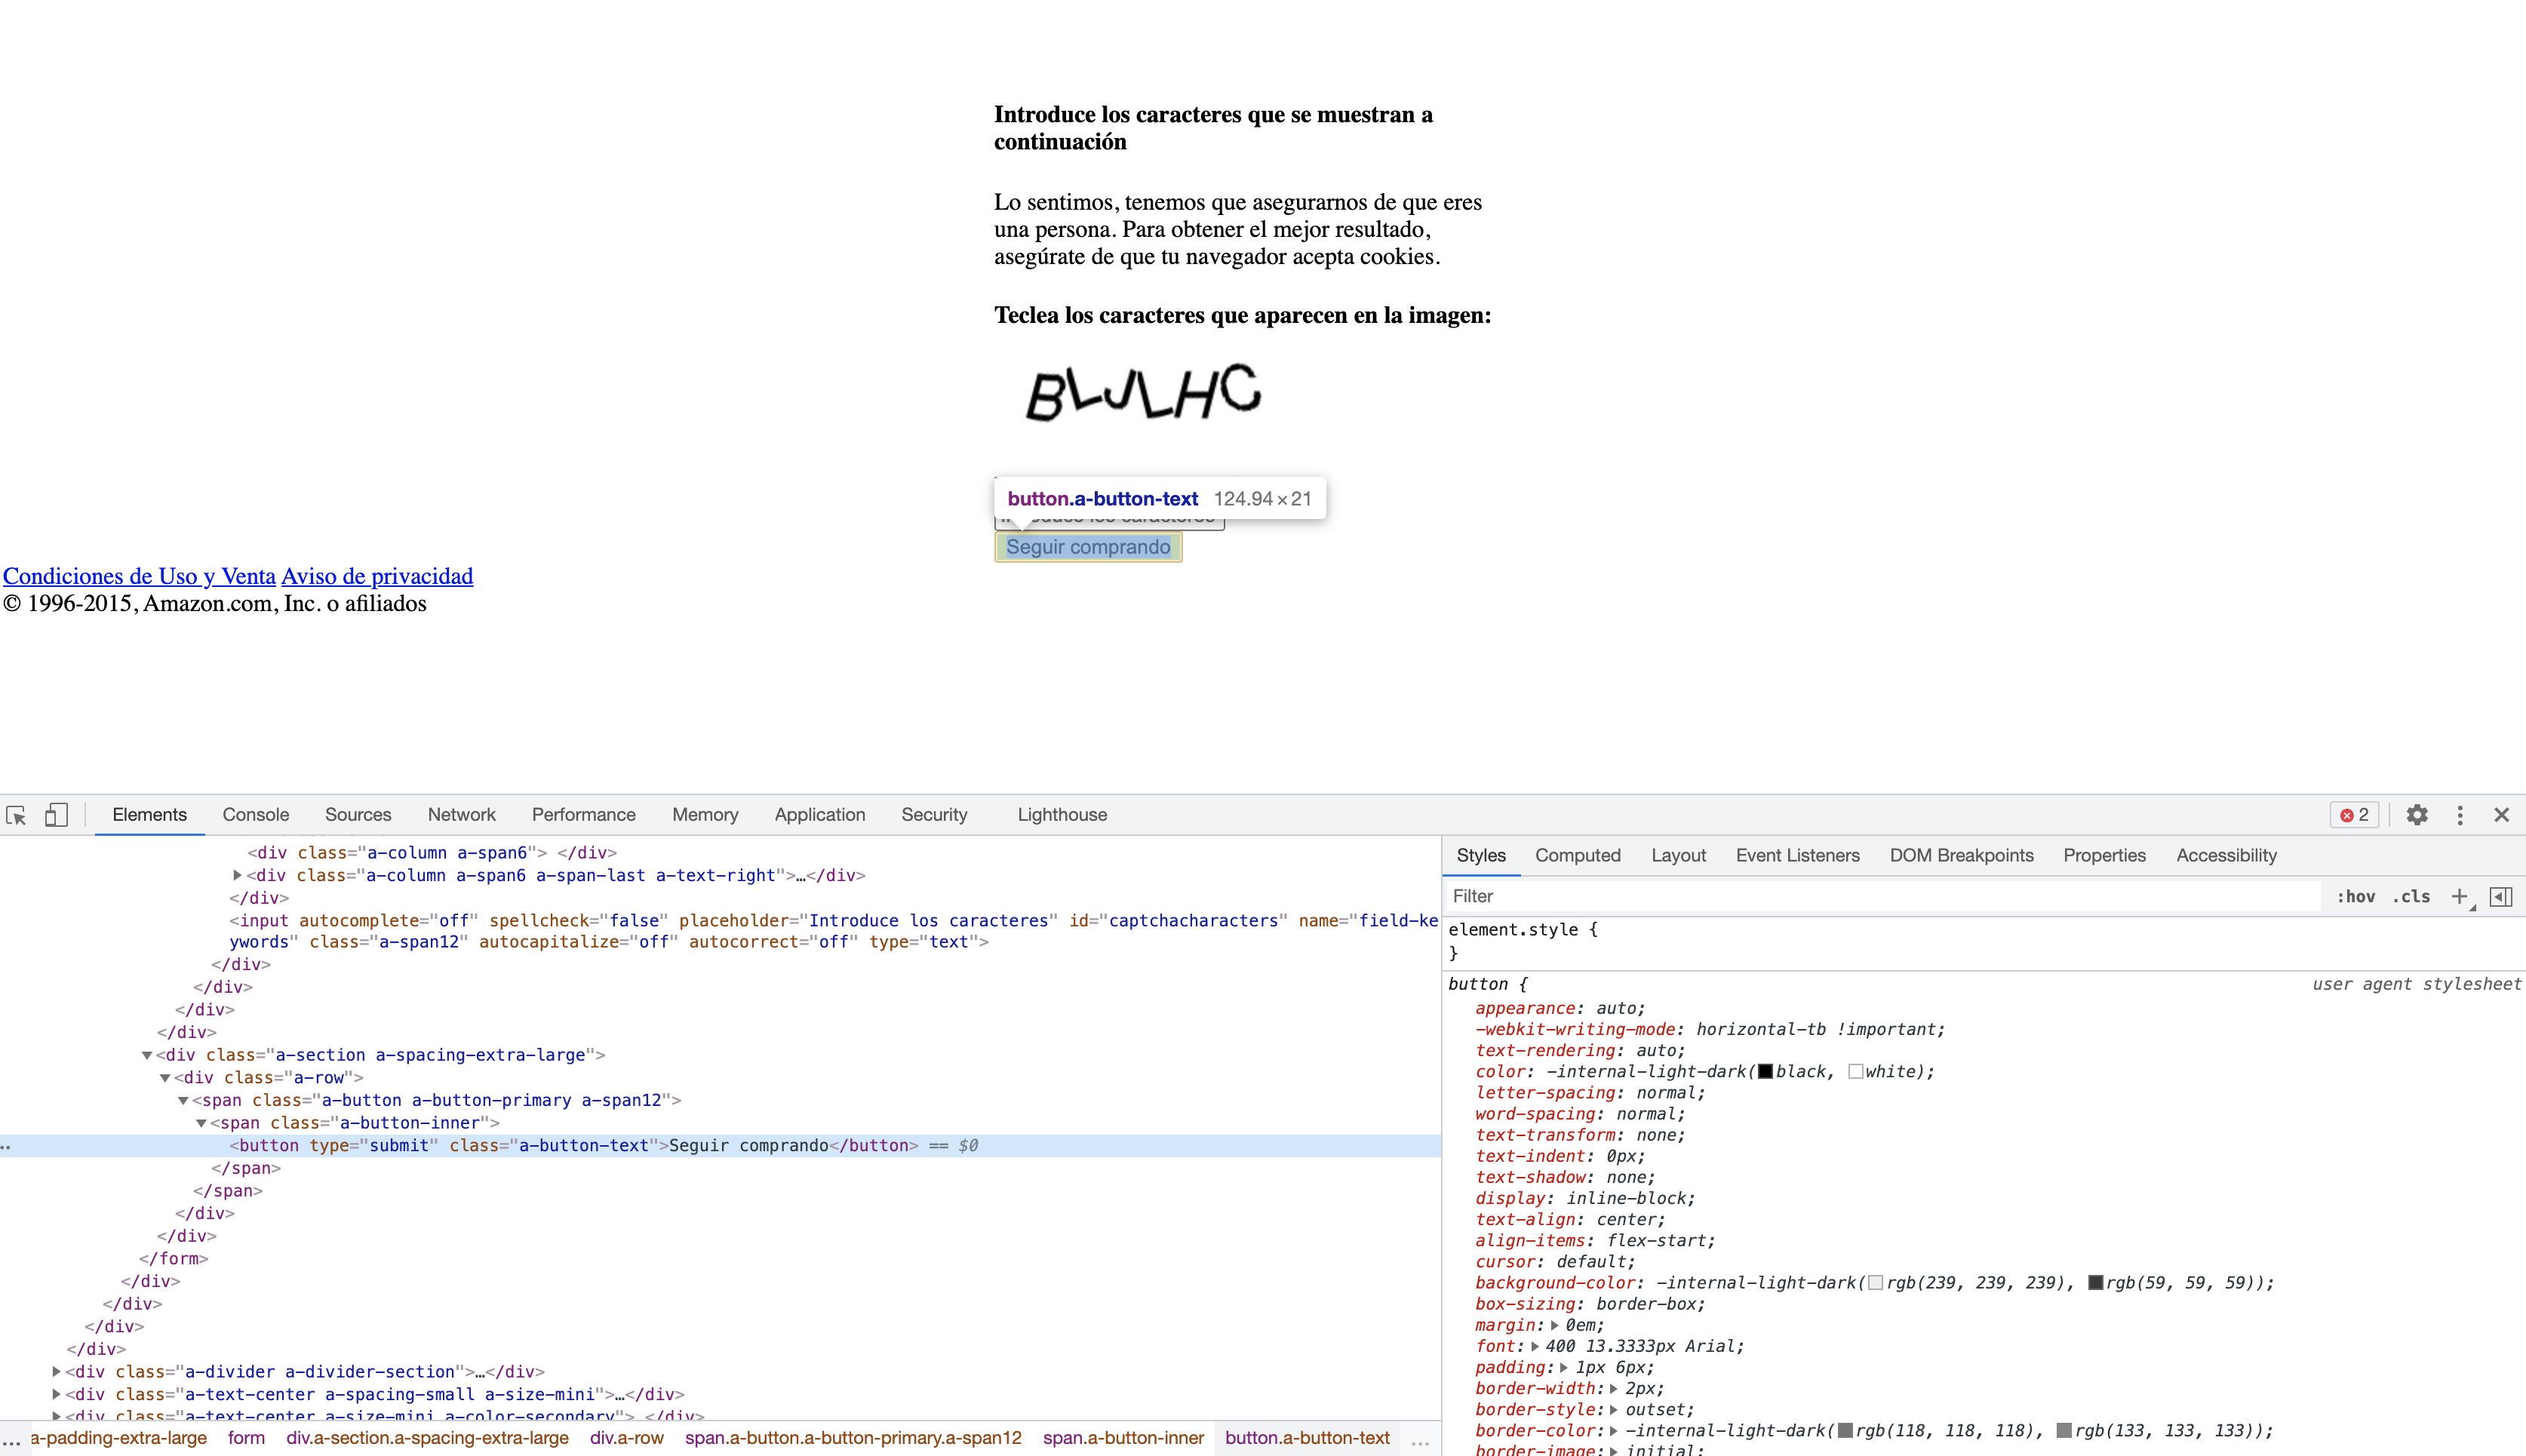 Introduce los caracteres que se muestran a
continuación
Lo sentimos, tenemos que asegurarnos de que eres
una persona. Para obtener el mejor resultado,
asegúrate de que tu navegador acepta cookies.
Teclea los caracteres que aparecen en la imagen:
BLJLHC
button.a-button-text 124.94 × 21
Seguir comprando
Condiciones de Uso y Venta Aviso de privacidad
© 1996-2015, Amazon.com, Inc. o afiliados
Elements Console Sources Network Performance Memory Application Security Lighthouse 2
<div class="a-column a-span6"> </div>
<div class="a-column a-span6 a-span-last a-text-right">…</div>
</div>
<input autocomplete="off" spellcheck="false" placeholder="Introduce los caracteres" id="captchacharacters" name="field-ke
ywords" class="a-span12" autocapitalize="off" autocorrect="off" type="text">
</div>
</div>
</div>
</div>
<div class="a-section a-spacing-extra-large">
<div class="a-row">
<span class="a-button a-button-primary a-span12">
<span class="a-button-inner">
<button type="submit" class="a-button-text">Seguir comprando</button> == $0
</span>
</span>
</div>
</div>
</form>
</div>
</div>
</div>
</div>
<div class="a-divider a-divider-section">…</div>
<div class="a-text-center a-spacing-small a-size-mini">…</div>
<div class="a-text-center a-size-mini a-color-secondary"> </div>
... a-padding-extra-large form div.a-section.a-spacing-extra-large div.a-row span.a-button.a-button-primary.a-span12 span.a-button-inner button.a-button-text ...
Styles Computed Layout Event Listeners DOM Breakpoints Properties Accessibility
Filter :hov .cls +
element.style {
}
button { user agent stylesheet
appearance: auto;
-webkit-writing-mode: horizontal-tb !important;
text-rendering: auto;
color: -internal-light-dark(black, white);
letter-spacing: normal;
word-spacing: normal;
text-transform: none;
text-indent: 0px;
text-shadow: none;
display: inline-block;
text-align: center;
align-items: flex-start;
cursor: default;
background-color: -internal-light-dark(rgb(239, 239, 239), rgb(59, 59, 59));
box-sizing: border-box;
margin: 0em;
font: 400 13.3333px Arial;
padding: 1px 6px;
border-width: 2px;
border-style: outset;
border-color: -internal-light-dark(rgb(118, 118, 118), rgb(133, 133, 133));
border-image: initial;